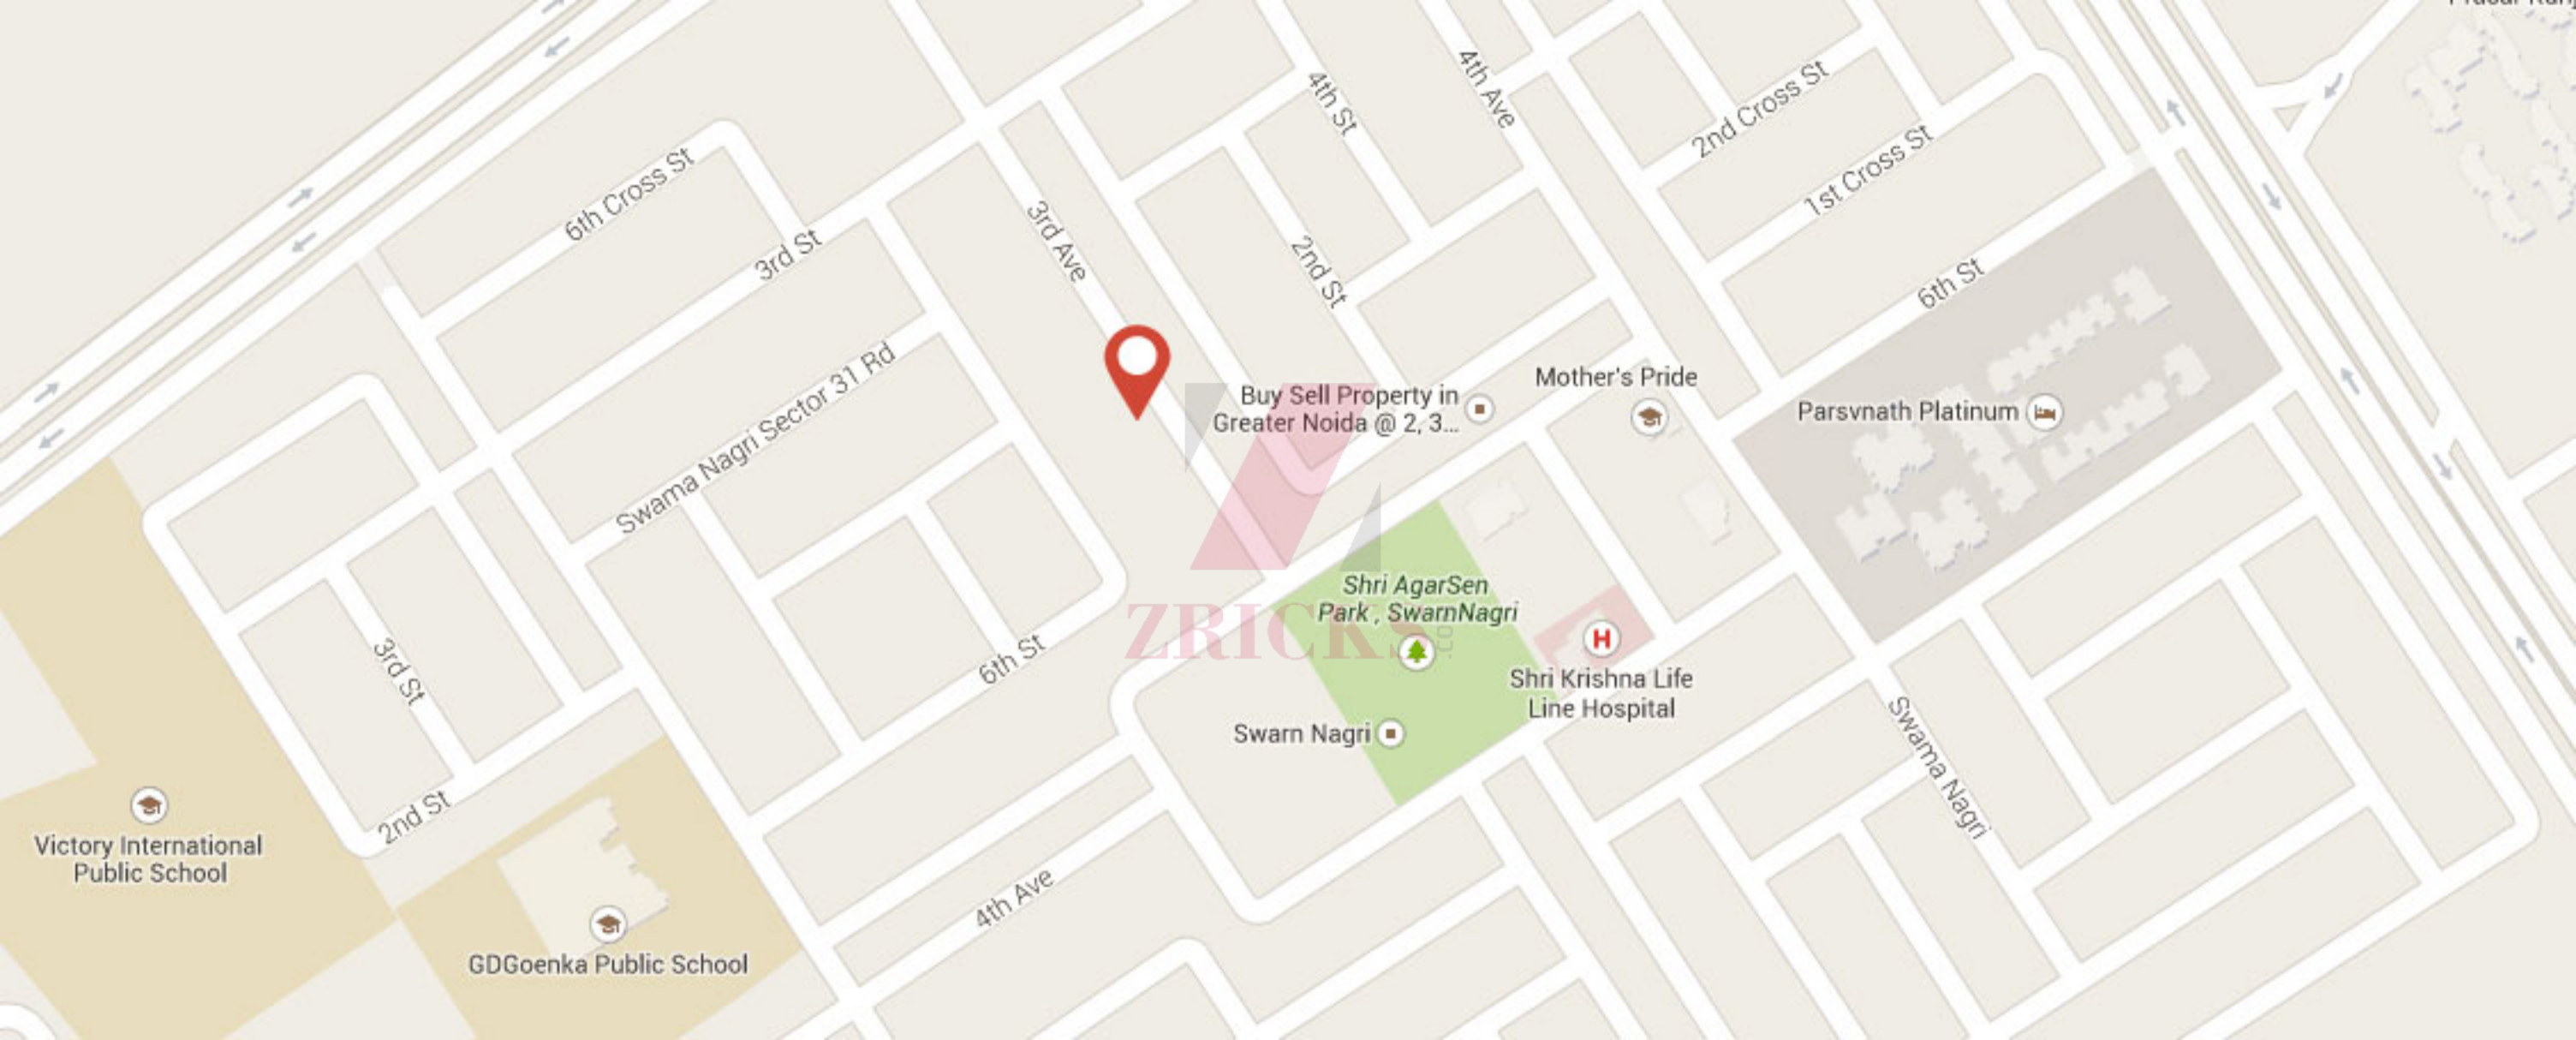 4th St
4th Ave
2nd Cross St
1st Cross St
6th Cross St
3rd St
3rd Ave
2nd St
6th St
Swarna Nagri Sector 31 Rd
Buy Sell Property in
Greater Noida @ 2, 3...
Mother's Pride
Parsvnath Platinum
Shri AgarSen
Park , SwarnNagri
ZRICKS
3rd St
6th St
H
Shri Krishna Life
Line Hospital
Swarn Nagri
Swarna Nagri
2nd St
Victory International
Public School
4th Ave
GDGoenka Public School